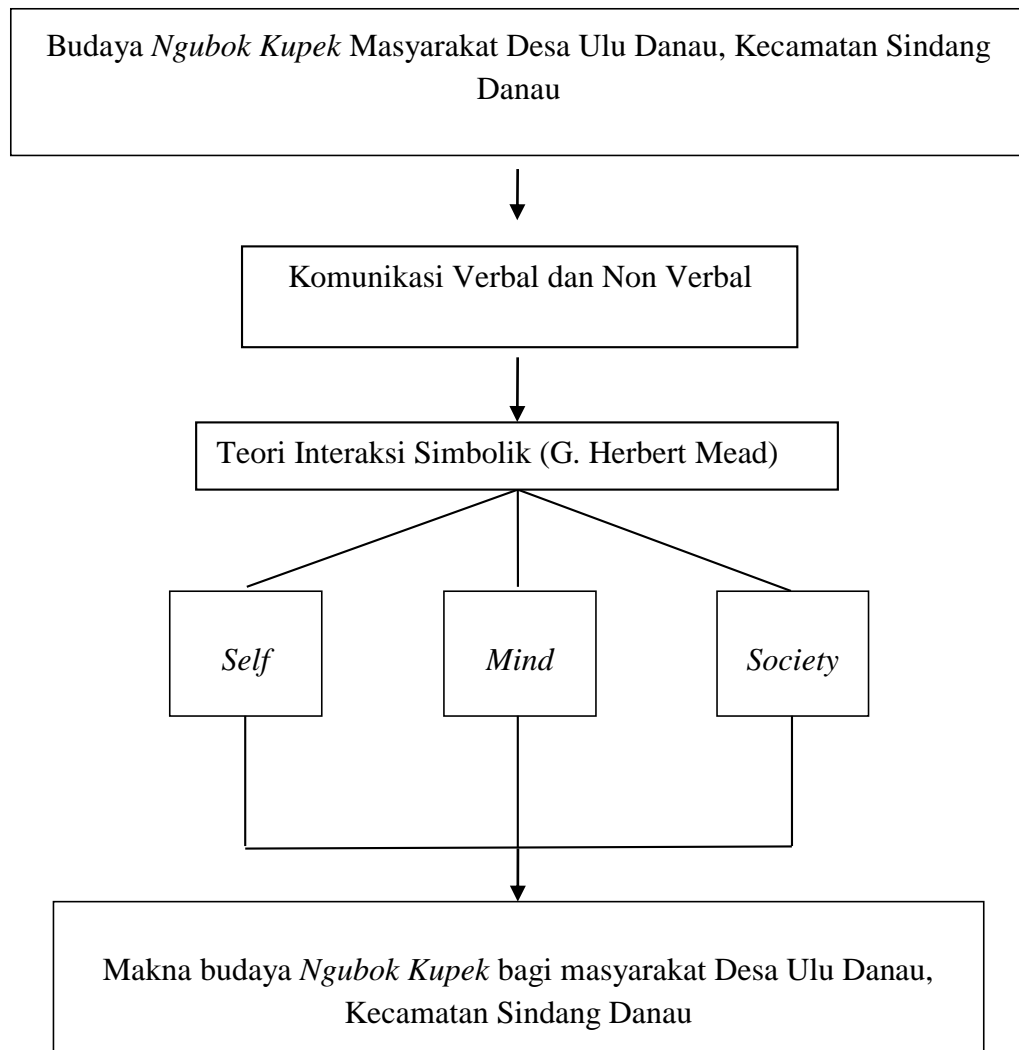 Budaya Ngubok Kupek Masyarakat Desa Ulu Danau, Kecamatan Sindang
Danau
Komunikasi Verbal dan Non Verbal
Teori Interaksi Simbolik (G. Herbert Mead)
Self
Mind
Society
Makna budaya Ngubok Kupek bagi masyarakat Desa Ulu Danau,
Kecamatan Sindang Danau